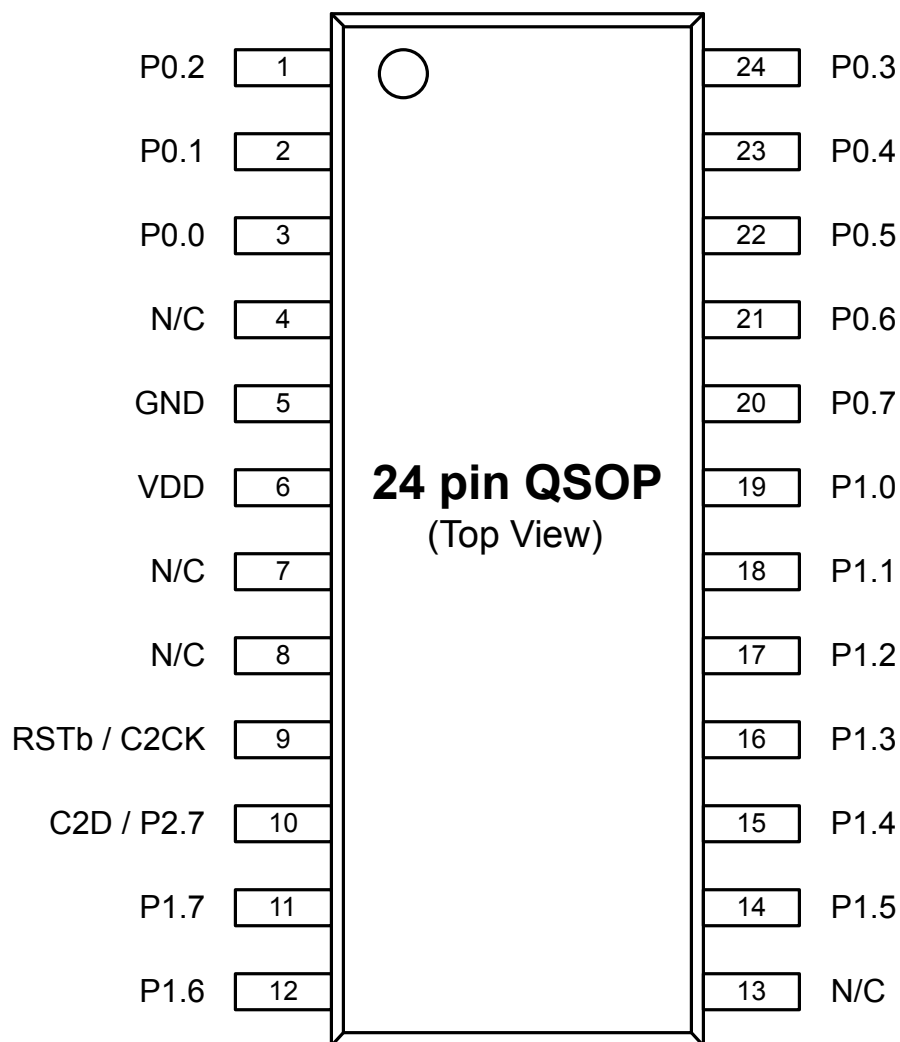 P0.2 1 24 P0.3
P0.1 2 23 P0.4
P0.0 3 22 P0.5
N/C 4 21 P0.6
GND 5 20 P0.7
VDD 6 24 pin QSOP 19 P1.0
(Top View)
N/C 7 18 P1.1
N/C 8 17 P1.2
RSTb / C2CK 9 16 P1.3
C2D / P2.7 10 15 P1.4
P1.7 11 14 P1.5
P1.6 12 13 N/C